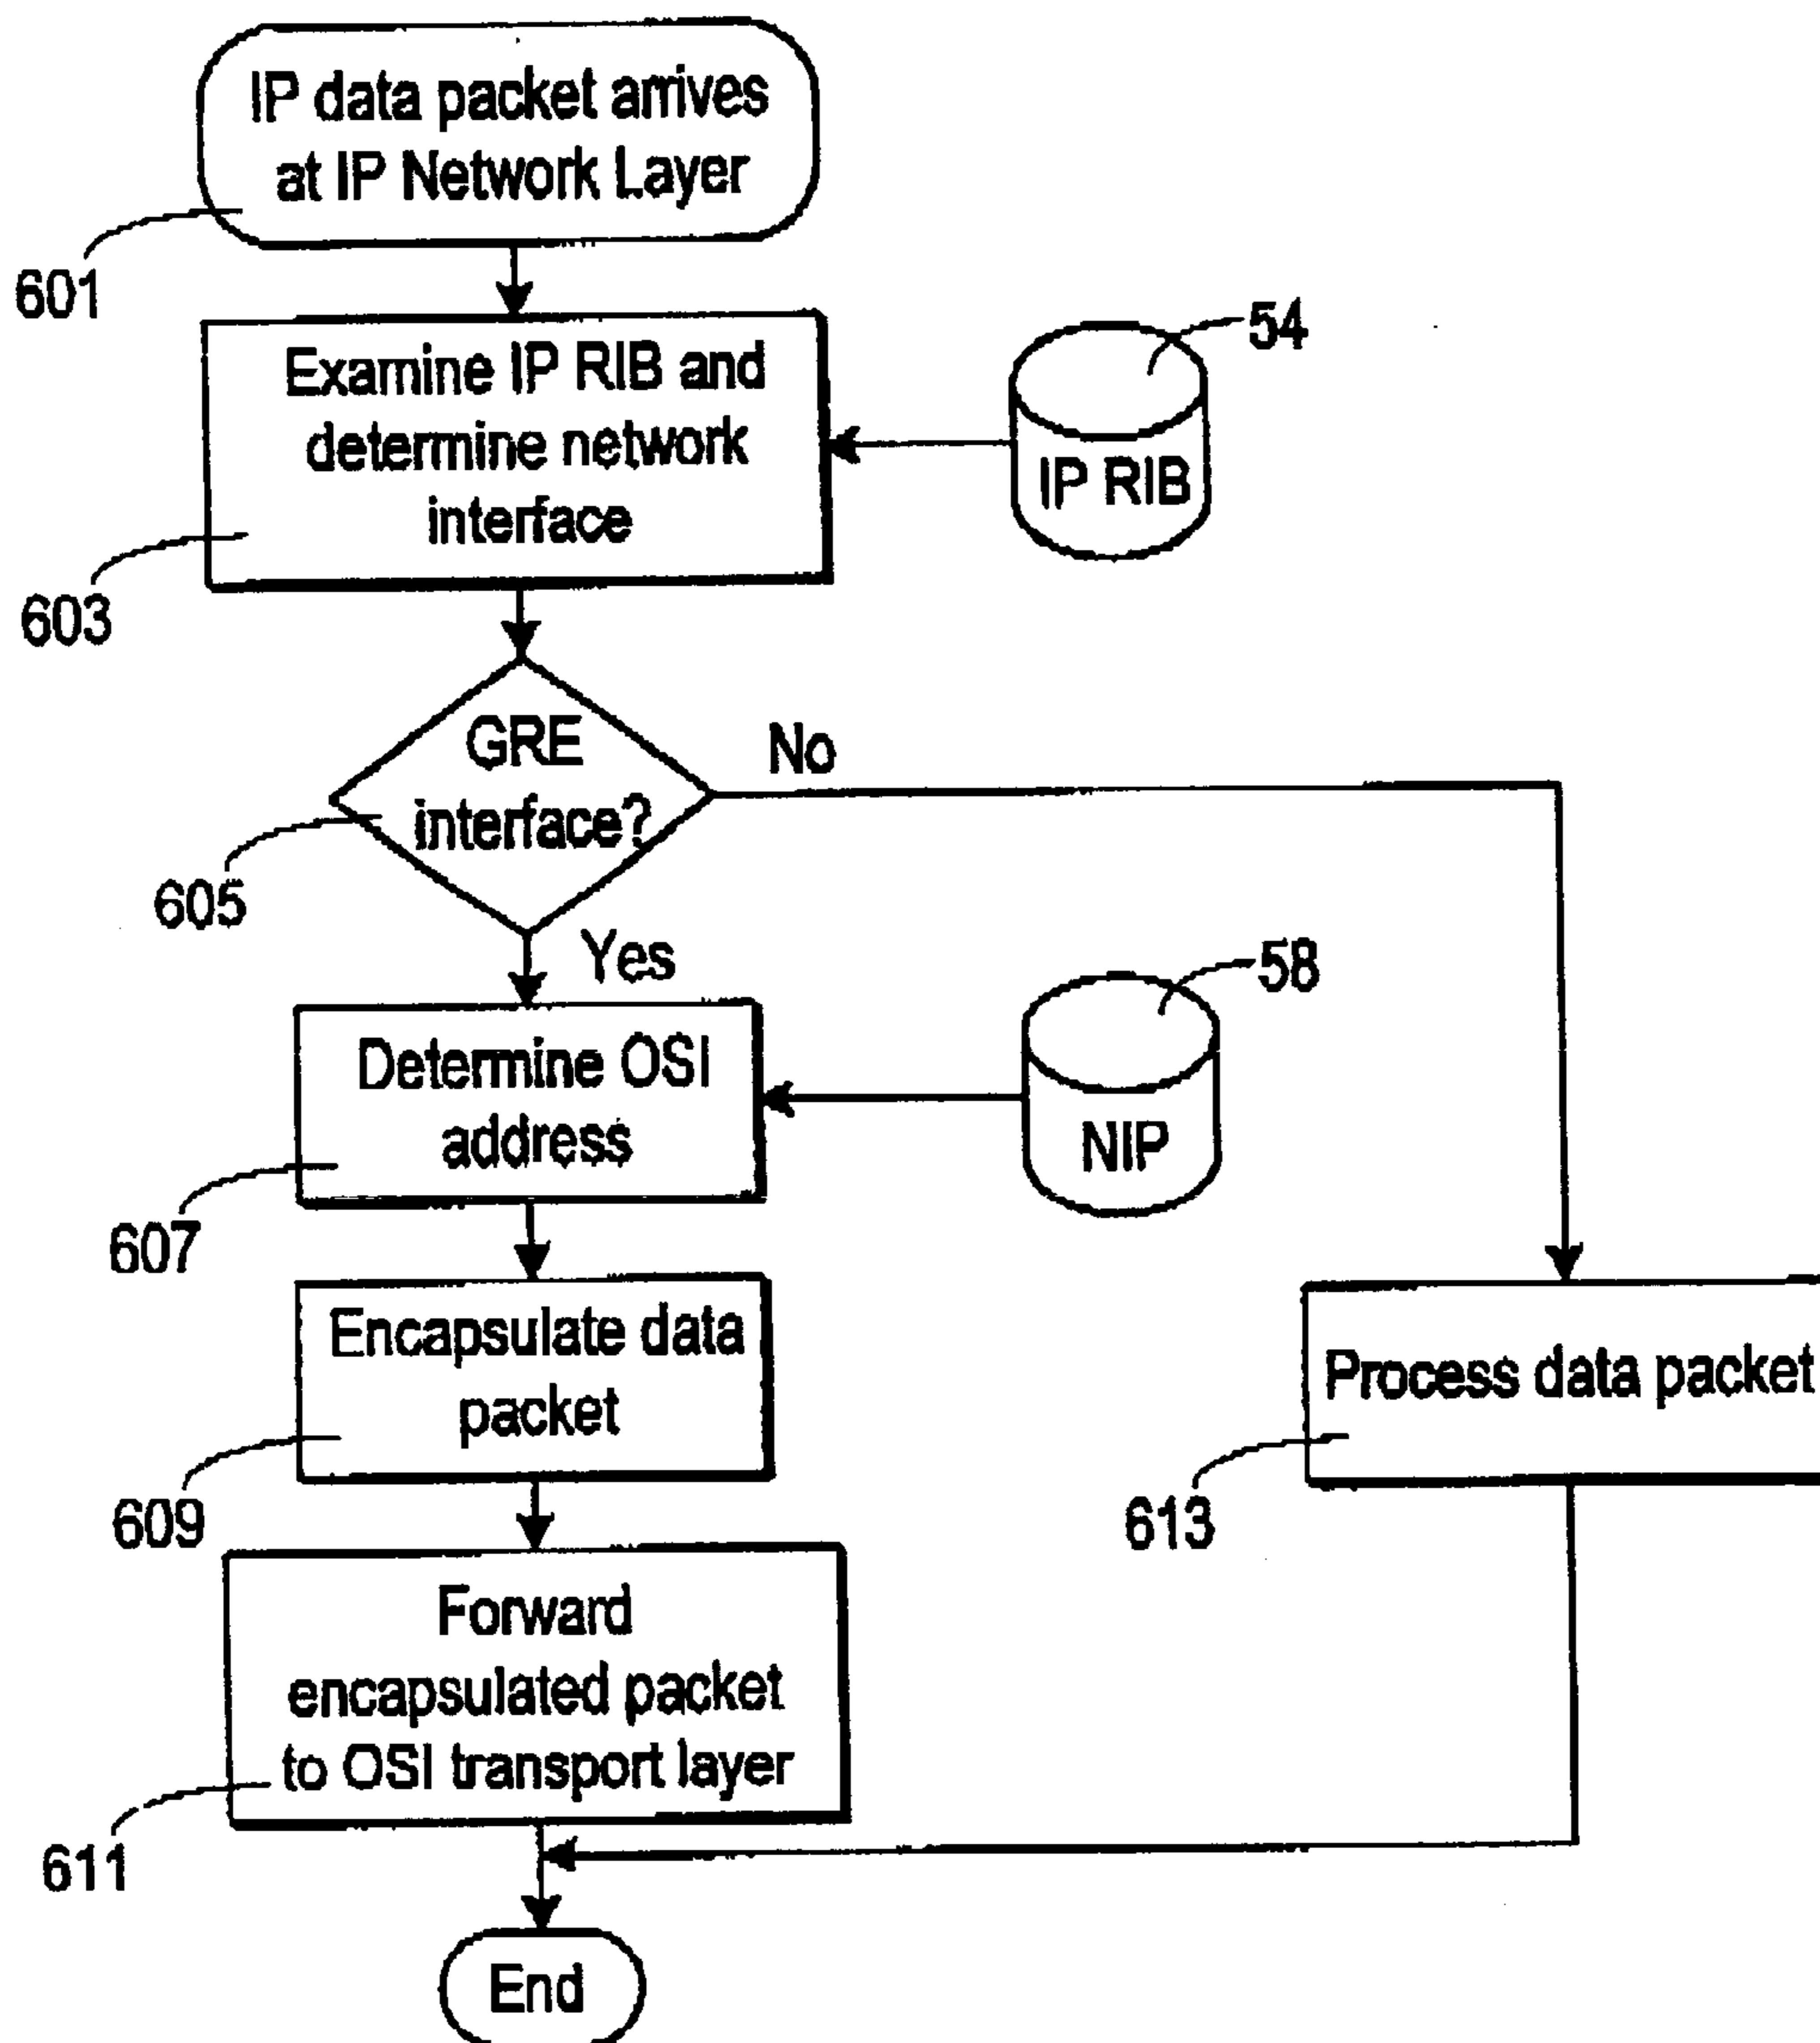 IP data packet arrives
at IP Network Layer
601
Examine IP RIB and
determine network
interface
603
54
IP RIB
GRE
interface?
605
No
Yes
Determine OSI
address
607
58
NIP
Encapsulate data
packet
609
Process data packet
613
Forward
encapsulated packet
to OSI transport layer
611
End